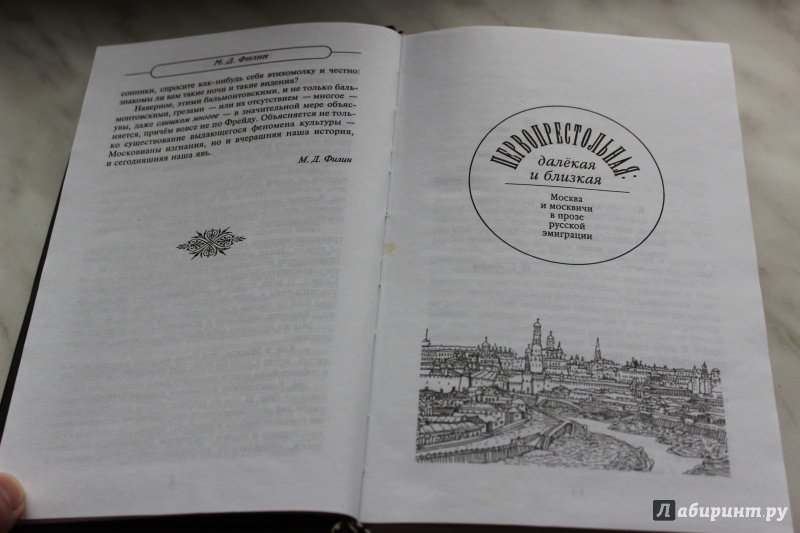 М. Д. Филин
сонники, спросите как-нибудь себя втихомолку и честно:
знакомы ли вам такие ночи и такие видения?
Наверное, этими бальмонтовскими, и не только баль-
монтовскими, грезами — или их отсутствием — многое —
увы, даже слишком многое — в значительной мере объяс-
няется, причём вовсе не по Фрейду. Объясняется не толь-
ко существование выдающегося феномена культуры —
Московианы изгнания, но и вчерашняя наша история,
и сегодняшняя наша явь.
М. Д. Филин
ПЕРВОПРЕСТОЛЬНАЯ:
далёкая
и близкая
Москва
и москвичи
в прозе
русской
эмиграции
Лабиринт.ру